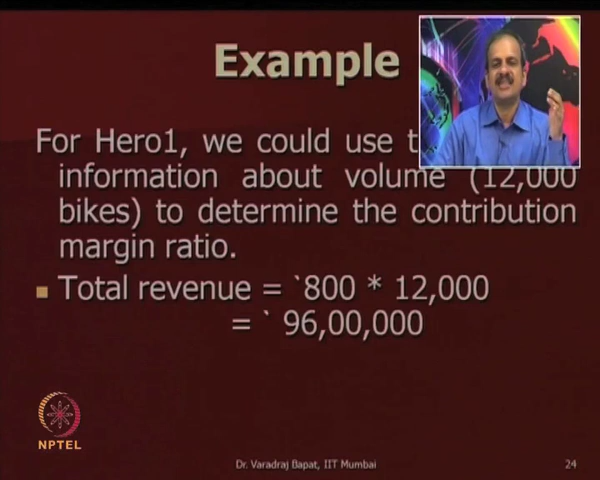 Example
For Hero1, we could use
information about volume (12,000
bikes) to determine the contribution
margin ratio.
Total revenue = `800 * 12,000
= ` 96,00,000
NPTEL
Dr. Varadraj Bapat, IIT Mumbai
24